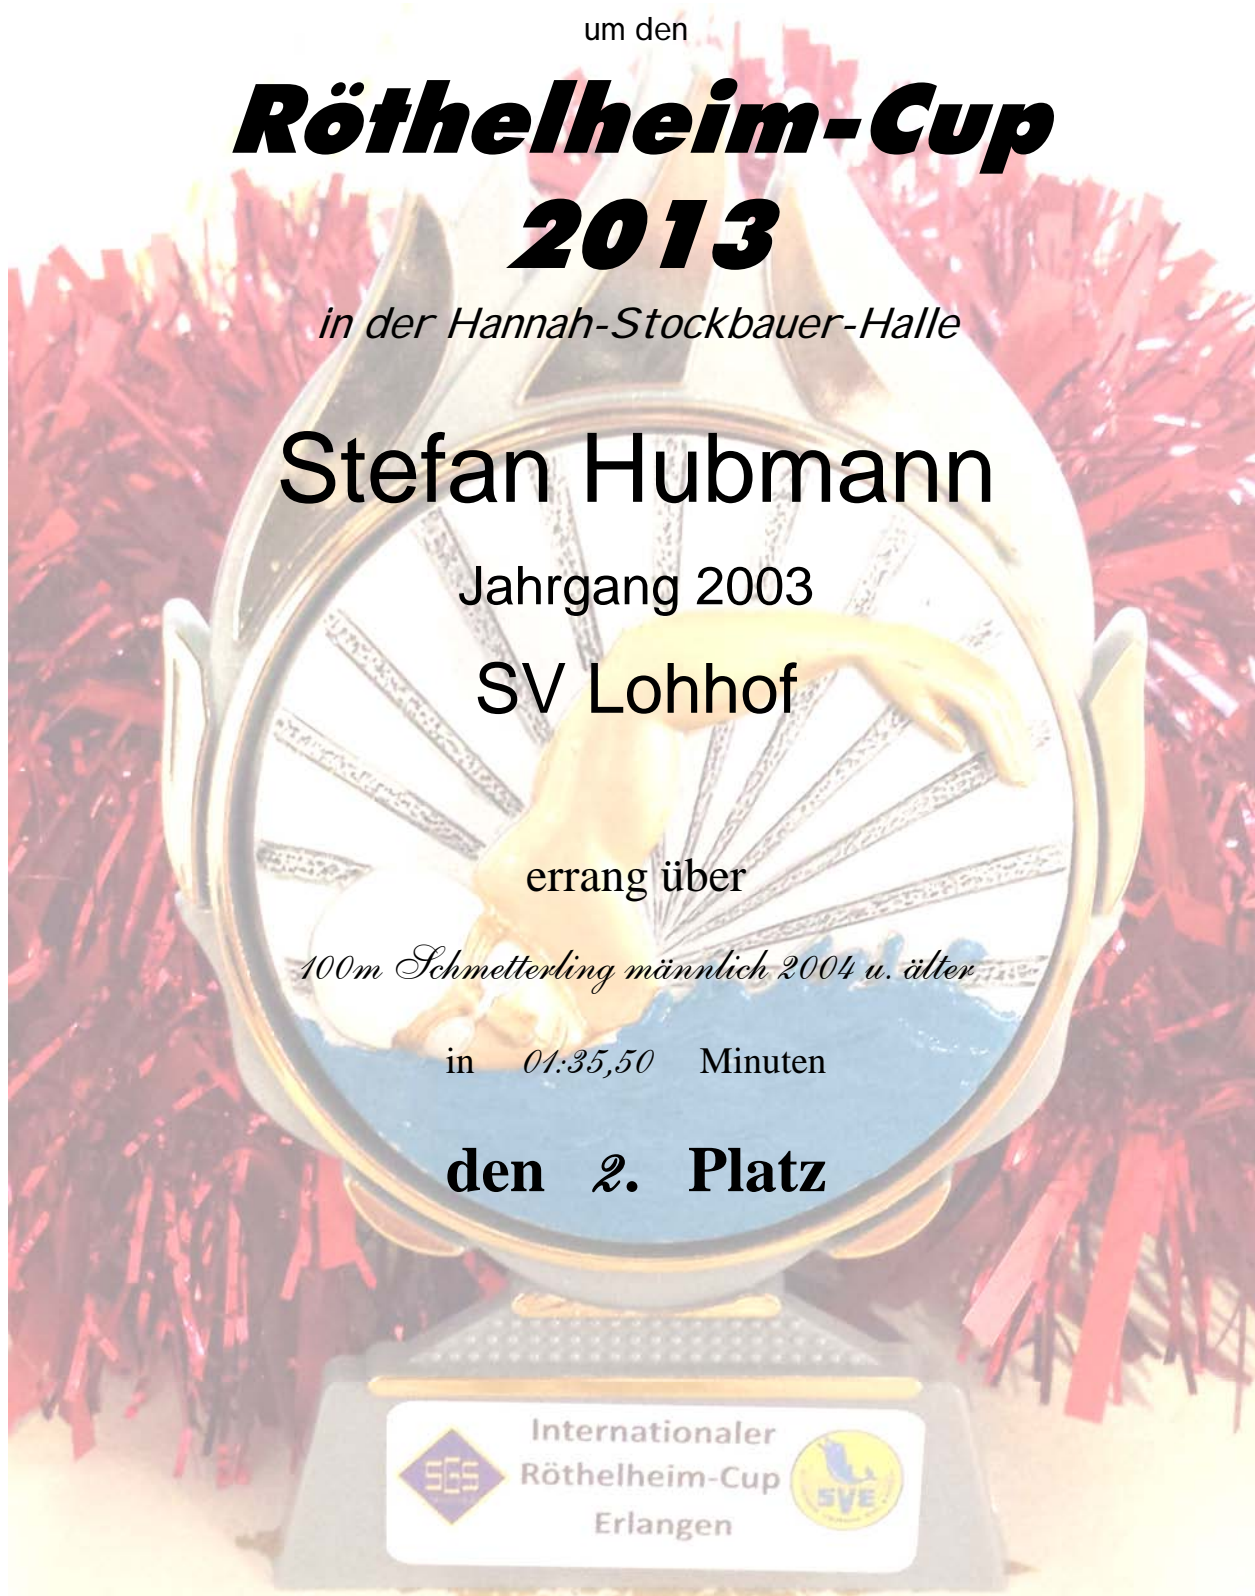 um den
Röthelheim-Cup
2013
in der Hannah-Stockbauer-Halle
Stefan Hubmann
Jahrgang 2003
SV Lohhof
errang über
100m Schmetterling männlich 2004 u. älter
in 01:35,50 Minuten
den 2. Platz
Internationaler
Röthelheim-Cup
Erlangen
SGS
SVE